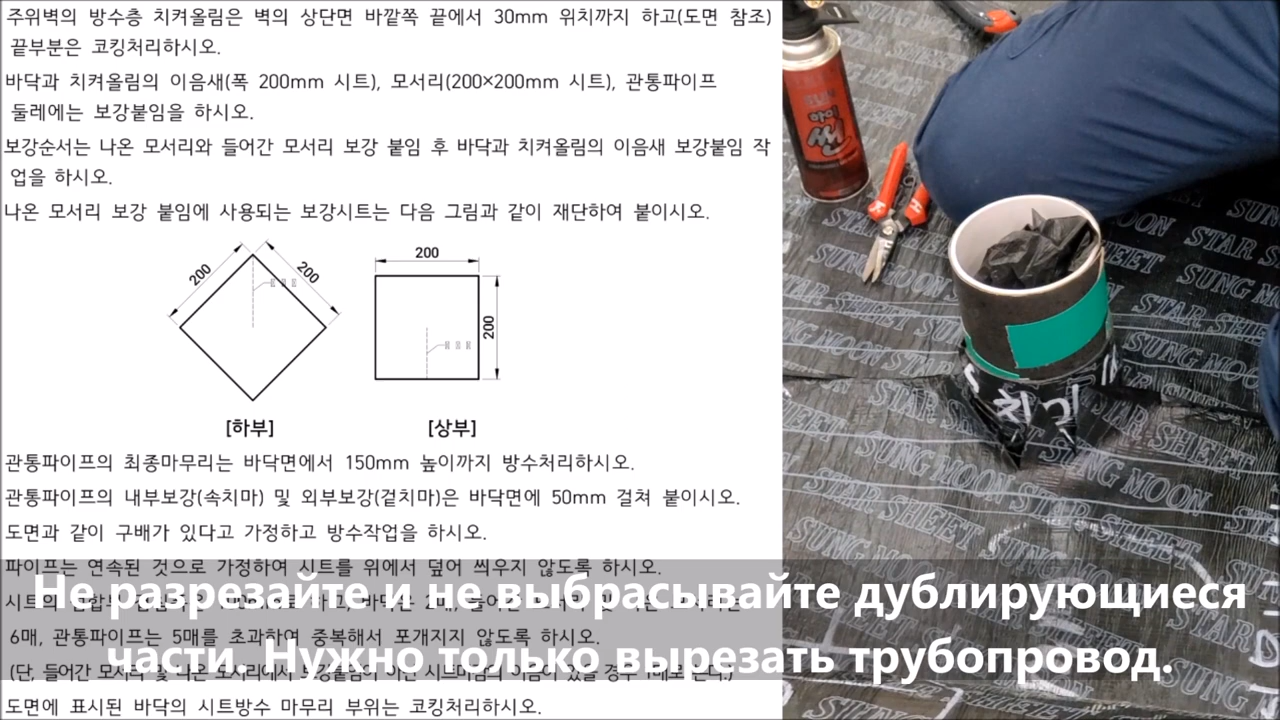 주위벽의 방수층 치켜올림은 벽의 상단면 바깥쪽 끝에서 30mm 위치까지 하고(도면 참조)
끝부분은 코킹처리하시오.
바닥과 치켜올림의 이음새(폭 200mm 시트), 모서리(200×200mm 시트), 관통파이프
둘레에는 보강붙임을 하시오.
보강순서는 나온 모서리와 들어간 모서리 보강 붙임 후 바닥과 치켜올림의 이음새 보강붙임 작
업을 하시오.
나온 모서리 보강 붙임에 사용되는 보강시트는 다음 그림과 같이 재단하여 붙이시오.
200 200
200
200
[하부] [상부]
관통파이프의 최종마무리는 바닥면에서 150mm 높이까지 방수처리하시오.
관통파이프의 내부보강(속치마) 및 외부보강(겉치마)은 바닥면에 50mm 걸쳐 붙이시오.
도면과 같이 구배가 있다고 가정하고 방수작업을 하시오.
파이프는 연속된 것으로 가정하여 시트를 위에서 덮어 씌우지 않도록 하시오.
Не разрезайте и не выбрасывайте дублирующиеся
части. Нужно только вырезать трубопровод.
6매, 관통파이프는 5매를 초과하여 중복해서 포개지지 않도록 하시오.
도면에 표시된 바닥의 시트방수 마무리 부위는 코킹처리하시오.
하이
쎈
SUNG MOON
STAR SHEET
SUNG MOON
STAR SHEET
SUNG MOON
STAR SHEET
SUNG MOON
STAR SHEET
SUNG MOON